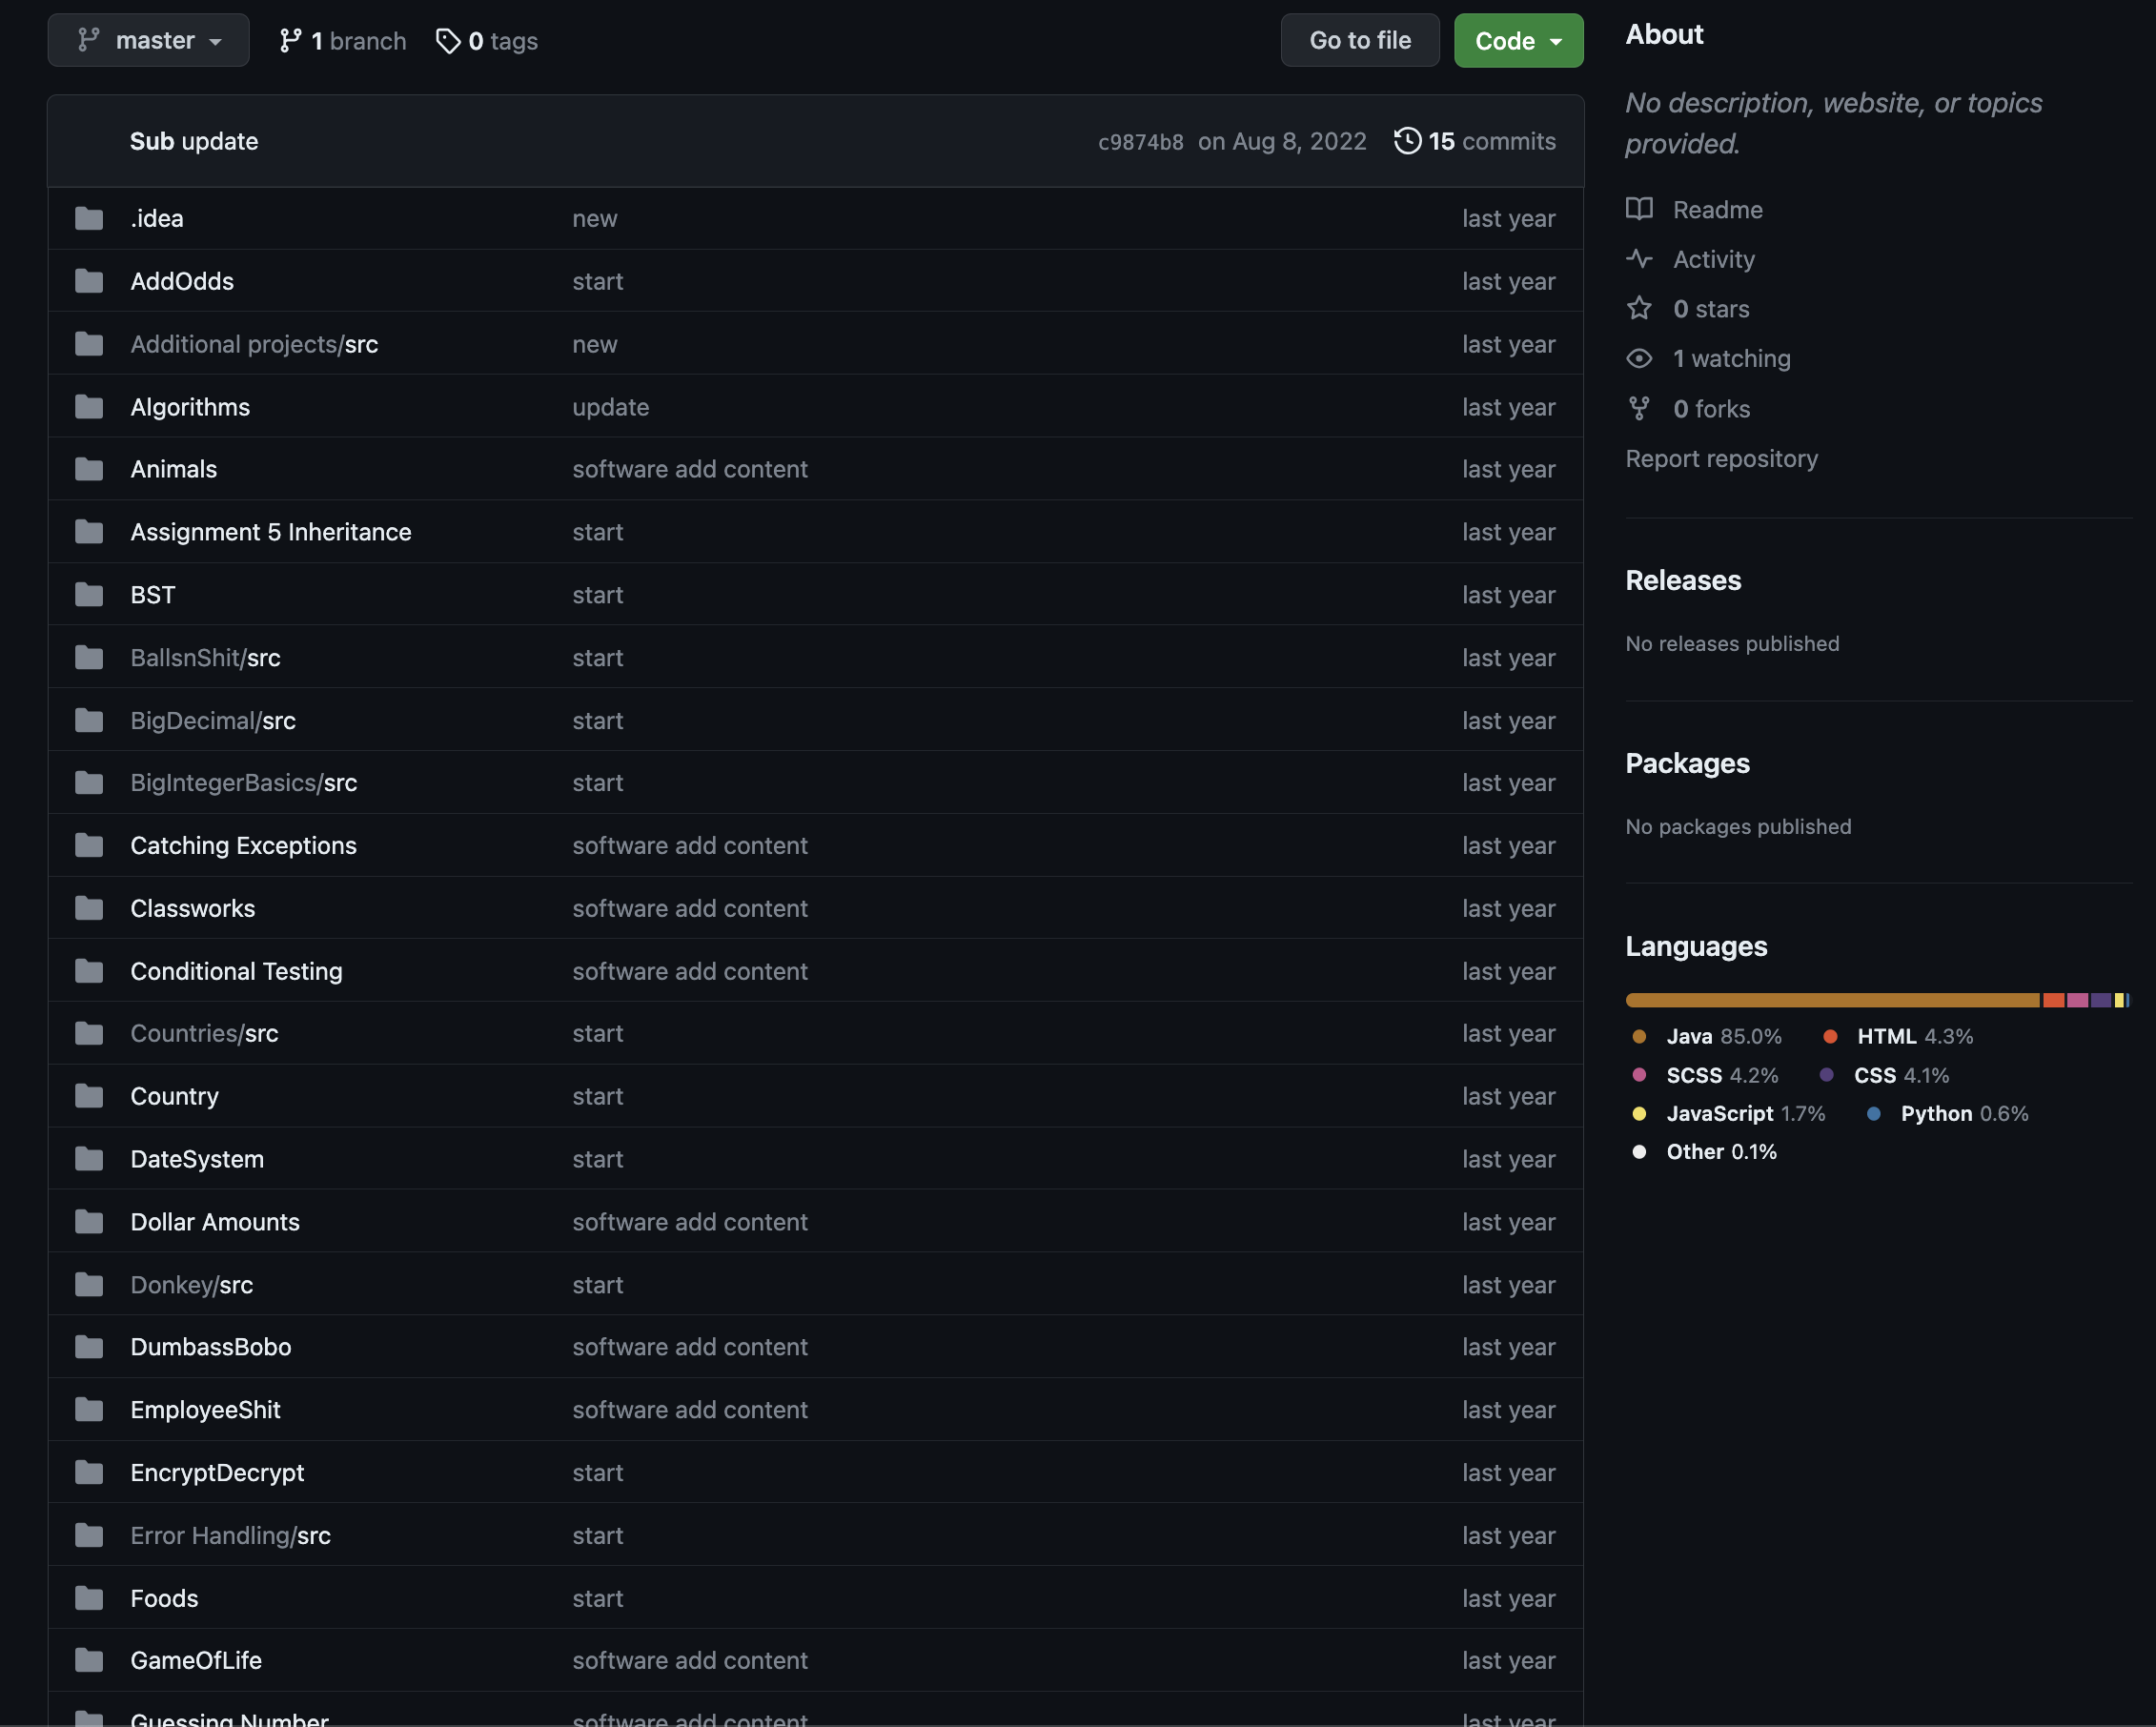 master
1 branch
0 tags
Go to file
Code
Sub update
c9874b8 on Aug 8, 2022
15 commits
.idea new last year
AddOdds start last year
Additional projects/src new last year
Algorithms update last year
Animals software add content last year
Assignment 5 Inheritance start last year
BST start last year
BallsnShit/src start last year
BigDecimal/src start last year
BigIntegerBasics/src start last year
Catching Exceptions software add content last year
Classworks software add content last year
Conditional Testing software add content last year
Countries/src start last year
Country start last year
DateSystem start last year
Dollar Amounts software add content last year
Donkey/src start last year
DumbassBobo software add content last year
EmployeeShit software add content last year
EncryptDecrypt start last year
Error Handling/src start last year
Foods start last year
GameOfLife software add content last year
Guessing Number software add content last year
About
No description, website, or topics
provided.
Readme
Activity
0 stars
1 watching
0 forks
Report repository
Releases
No releases published
Packages
No packages published
Languages
Java 85.0% HTML 4.3%
SCSS 4.2% CSS 4.1%
JavaScript 1.7% Python 0.6%
Other 0.1%